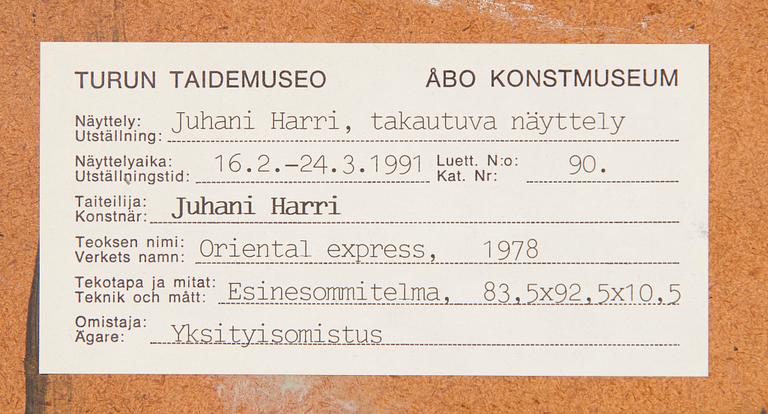 TURUN TAIDEMUSEO ÅBO KONSTMUSEUM
Näyttely: Juhani Harri, takautuva näyttely
Utställning:
Näyttelyaika: 16.2.-24.3.1991 Luett. N:o: 90.
Utställningstid: Kat. Nr:
Taiteilija: Juhani Harri
Konstnär:
Teoksen nimi: Oriental express, 1978
Verkets namn:
Tekotapa ja mitat: Esinesommitelma, 83,5x92,5x10,5
Teknik och mått:
Omistaja: Yksityisomistus
Ägare: